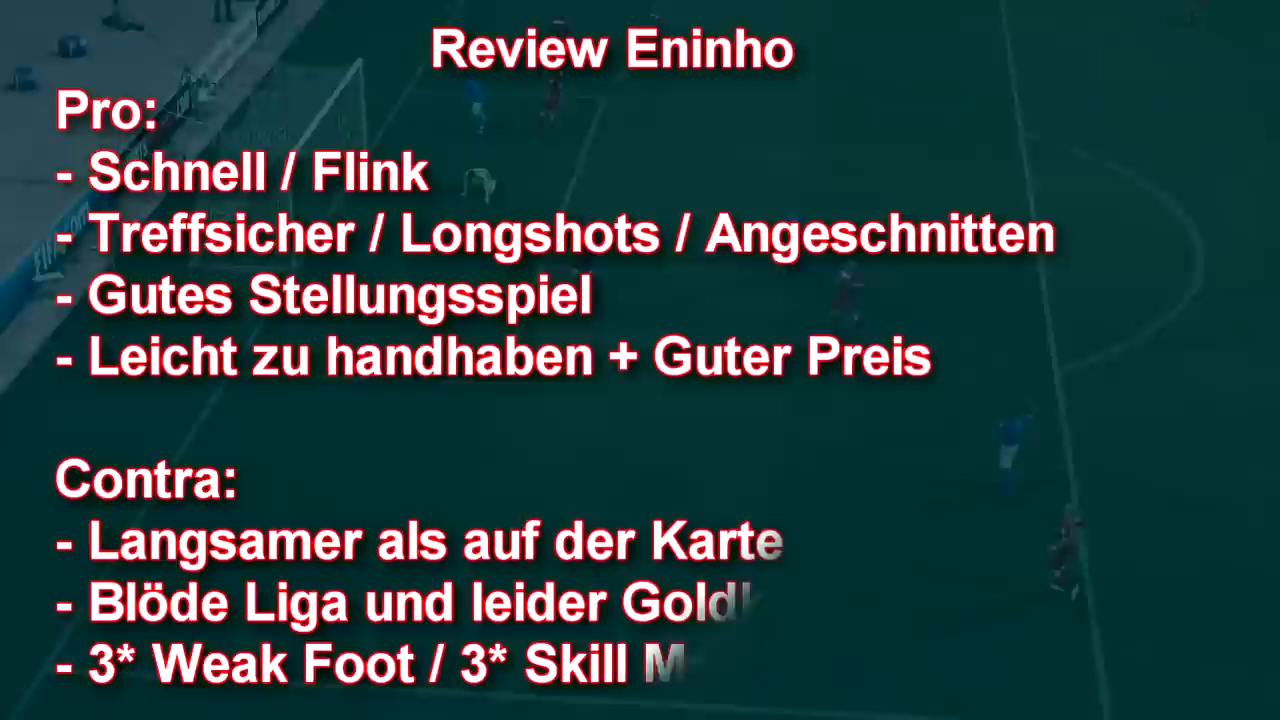 Review Eninho
Pro:
- Schnell / Flink
- Treffsicher / Longshots / Angeschnitten
- Gutes Stellungsspiel
- Leicht zu handhaben + Guter Preis
Contra:
- Langsamer als auf der Karte
- Blöde Liga und leider
- 3* Weak Foot / 3* Skill